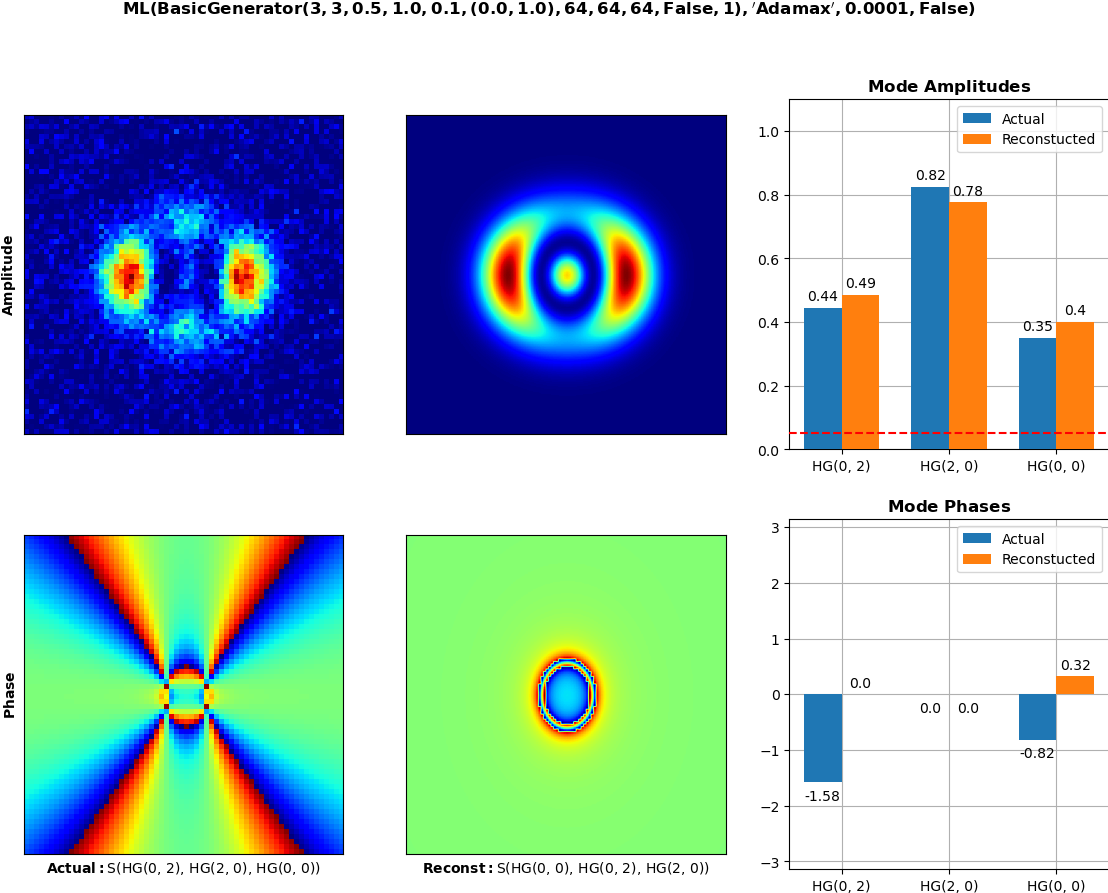 ML(BasicGenerator(3, 3, 0.5, 1.0, 0.1, (0.0, 1.0), 64, 64, 64, False, 1), ′Adamax′, 0.0001, False)
Amplitude
Mode Amplitudes
Actual
Reconstucted
1.0
0.8
0.6
0.4
0.2
0.0
0.44
0.49
0.82
0.78
0.35
0.4
HG(0, 2)
HG(2, 0)
HG(0, 0)
Phase
Actual: S(HG(0, 2), HG(2, 0), HG(0, 0))
Reconst: S(HG(0, 0), HG(0, 2), HG(2, 0))
Mode Phases
Actual
Reconstucted
3
2
1
0
−1
−2
−3
-1.58
0.0
0.0
0.0
-0.82
0.32
HG(0, 2)
HG(2, 0)
HG(0, 0)